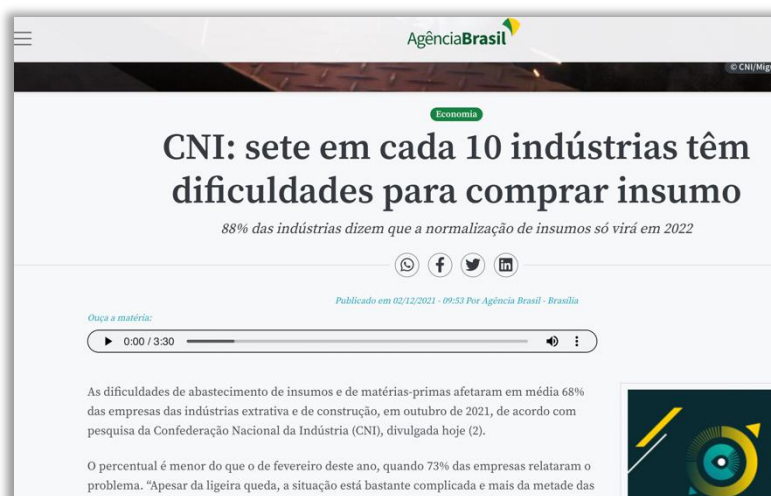 AgênciaBrasil
© CNI/Mig
Economia
CNI: sete em cada 10 indústrias têm
dificuldades para comprar insumo
88% das indústrias dizem que a normalização de insumos só virá em 2022
Publicado em 02/12/2021 - 09:53 Por Agência Brasil - Brasília
Ouça a matéria:
0:00 / 3:30
As dificuldades de abastecimento de insumos e de matérias-primas afetaram em média 68%
das empresas das indústrias extrativa e de construção, em outubro de 2021, de acordo com
pesquisa da Confederação Nacional da Indústria (CNI), divulgada hoje (2).
O percentual é menor do que o de fevereiro deste ano, quando 73% das empresas relataram o
problema. “Apesar da ligeira queda, a situação está bastante complicada e mais da metade das